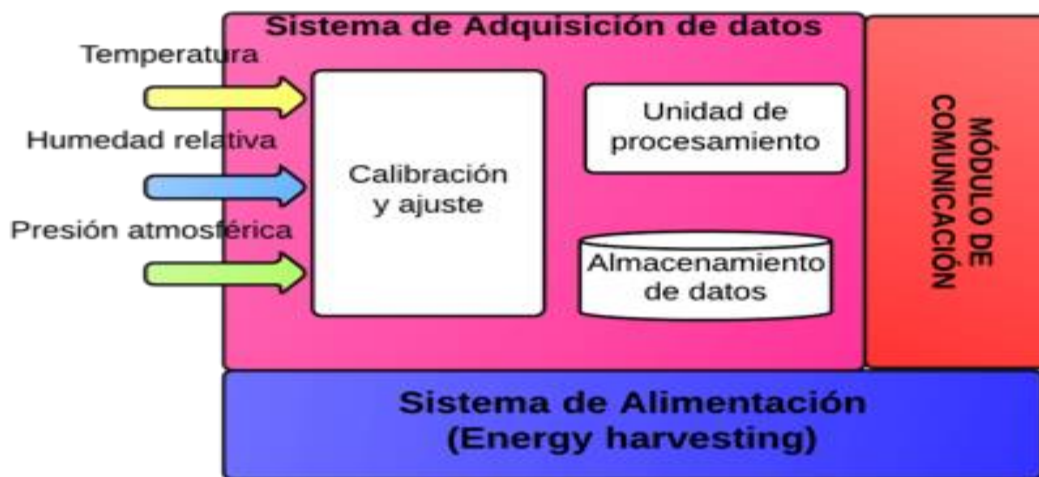 Sistema de Adquisición de datos
Temperatura
Humedad relativa
Presión atmosférica
Calibración
y ajuste
Unidad de
procesamiento
Almacenamiento
de datos
MÓDULO DE
COMUNICACIÓN
Sistema de Alimentación
(Energy harvesting)